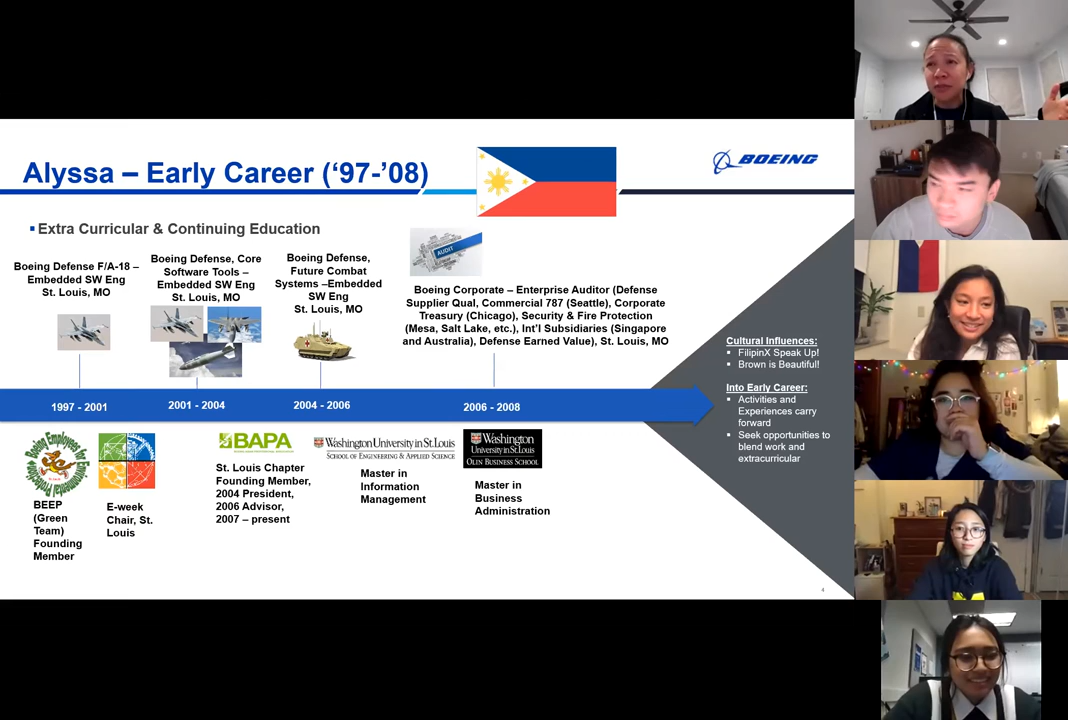 Alyssa – Early Career (‘97-’08)
BOEING
▪ Extra Curricular & Continuing Education
Boeing Defense F/A-18 –
Embedded SW Eng
St. Louis, MO
Boeing Defense, Core
Software Tools –
Embedded SW Eng
St. Louis, MO
Boeing Defense,
Future Combat
Systems –Embedded
SW Eng
St. Louis, MO
AUDIT
Boeing Corporate – Enterprise Auditor (Defense
Supplier Qual, Commercial 787 (Seattle), Corporate
Treasury (Chicago), Security & Fire Protection
(Mesa, Salt Lake, etc.), Int'l Subsidiaries (Singapore
and Australia), Defense Earned Value), St. Louis, MO
1997 - 2001
2001 - 2004
2004 - 2006
2006 - 2008
Boeing Employees
BEEP
(Green
Team)
Founding
Member
E-week
Chair, St.
Louis
BAPA
St. Louis Chapter
Founding Member,
2004 President,
2006 Advisor,
2007 – present
Washington University in St.Louis
SCHOOL OF ENGINEERING & APPLIED SCIENCE
Master in
Information
Management
Washington
University in St.Louis
OLIN BUSINESS SCHOOL
Master in
Business
Administration
Cultural Influences:
▪ FilipinX Speak Up!
▪ Brown is Beautiful!
Into Early Career:
▪ Activities and
Experiences carry
forward
▪ Seek opportunities to
blend work and
extracurricular
4